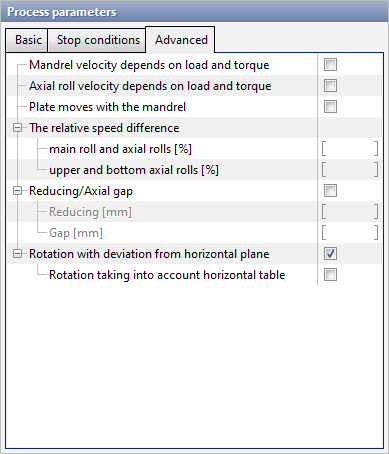 Process parameters
Basic Stop conditions Advanced
Mandrel velocity depends on load and torque
Axial roll velocity depends on load and torque
Plate moves with the mandrel
The relative speed difference
main roll and axial rolls [%] [ ]
upper and bottom axial rolls [%] [ ]
Reducing/Axial gap
Reducing [mm] [ ]
Gap [mm] [ ]
Rotation with deviation from horizontal plane
Rotation taking into account horizontal table